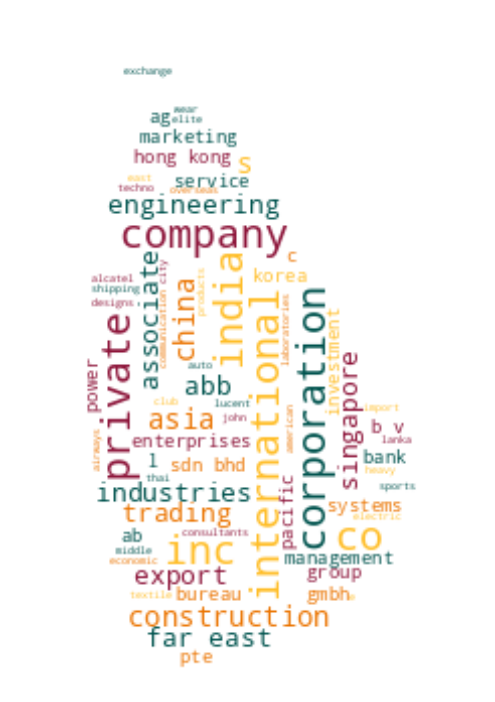 exchange
wear
ag
elite
marketing
hong kong
s
east
service
techno
overseas
engineering
company
associate
city
india
c
korea
alcatel
shipping
designs
communication
china
products
international
laboratories
corporation
private
investment
auto
abb
singapore
power
club
lucent
import
asia
john
american
b v
airways
enterprises
lanka
l
sdn bhd
bank
thai
heavy
industries
pacific
sports
trading
systems
electric
ab
consultants
inc
co
middle
economic
management
export
group
textile
bureau
gmbh
construction
far east
pte